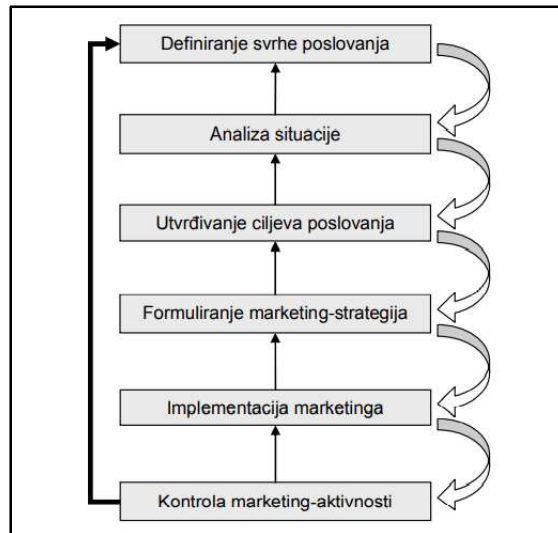 Definiranje svrhe poslovanja
Analiza situacije
Utvrđivanje ciljeva poslovanja
Formuliranje marketing-strategija
Implementacija marketinga
Kontrola marketing-aktivnosti